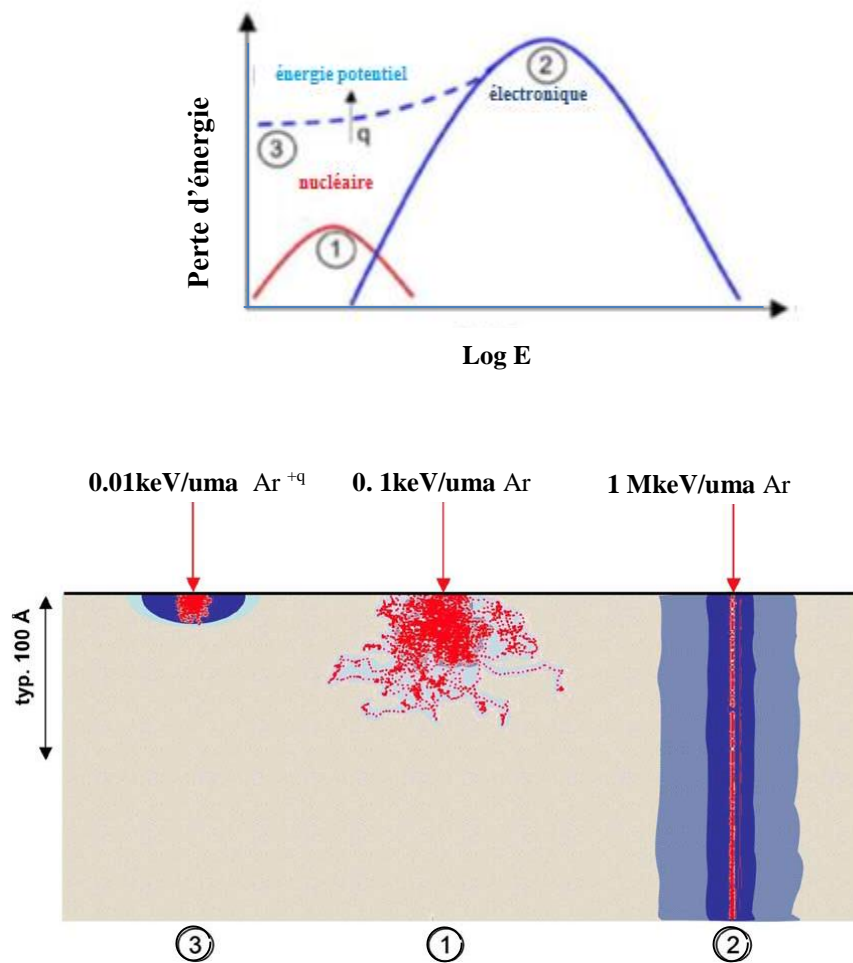 énergie potentiel
2
électronique
q
3
nucléaire
1
Perte d'énergie
Log E
0.01keV/uma Ar +q
0. 1keV/uma Ar
1 MkeV/uma Ar
typ. 100 Å
3
1
2